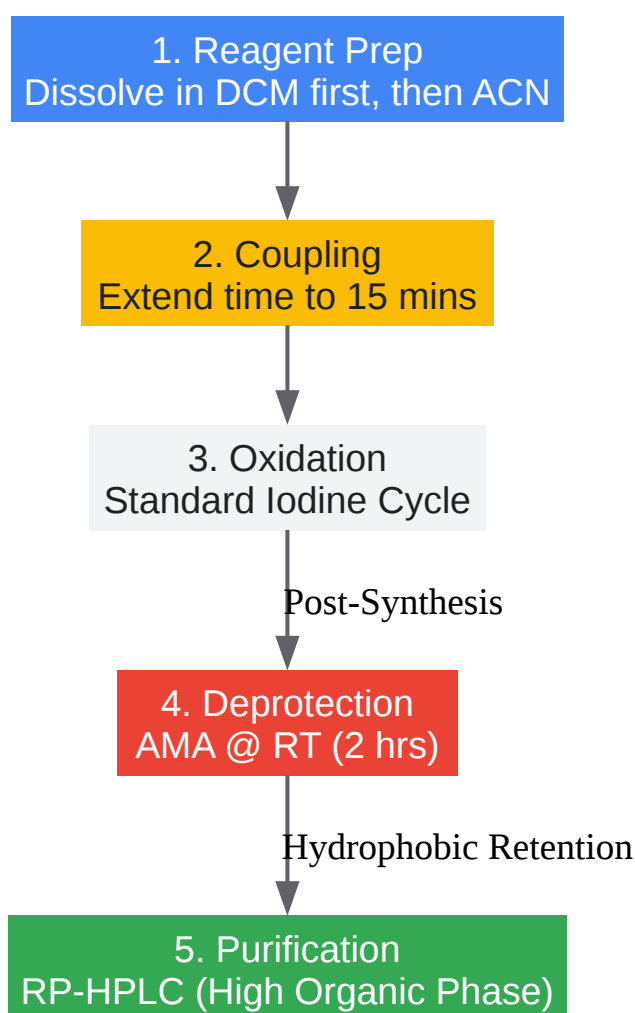 1. Reagent Prep
Dissolve in DCM first, then ACN
2. Coupling
Extend time to 15 mins
3. Oxidation
Standard Iodine Cycle
Post-Synthesis
4. Deprotection
AMA @ RT (2 hrs)
Hydrophobic Retention
5. Purification
RP-HPLC (High Organic Phase)